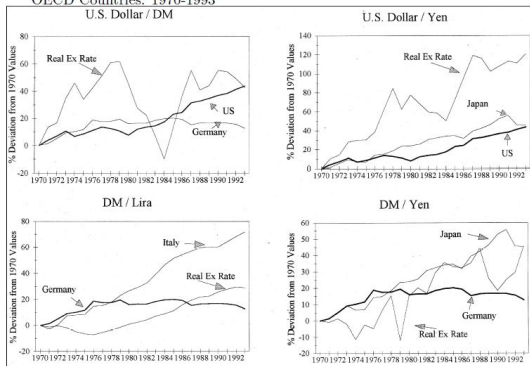 OECD Countries: 1970-1993
U.S. Dollar / DM
% Deviation from 1970 Values
80
60
40
20
0
-20
Real Ex Rate
US
Germany
1970 1972 1974 1976 1978 1980 1982 1984 1986 1988 1990 1992
U.S. Dollar / Yen
% Deviation from 1970 Values
140
120
100
80
60
40
20
0
-20
Real Ex Rate
Japan
US
1970 1972 1974 1976 1978 1980 1982 1984 1986 1988 1990 1992
DM / Lira
% Deviation from 1970 Values
80
60
40
20
0
-20
Italy
Real Ex Rate
Germany
1970 1972 1974 1976 1978 1980 1982 1984 1986 1988 1990 1992
DM / Yen
% Deviation from 1970 Values
60
50
40
30
20
10
0
-10
-20
Japan
Germany
Real Ex Rate
1970 1972 1974 1976 1978 1980 1982 1984 1986 1988 1990 1992